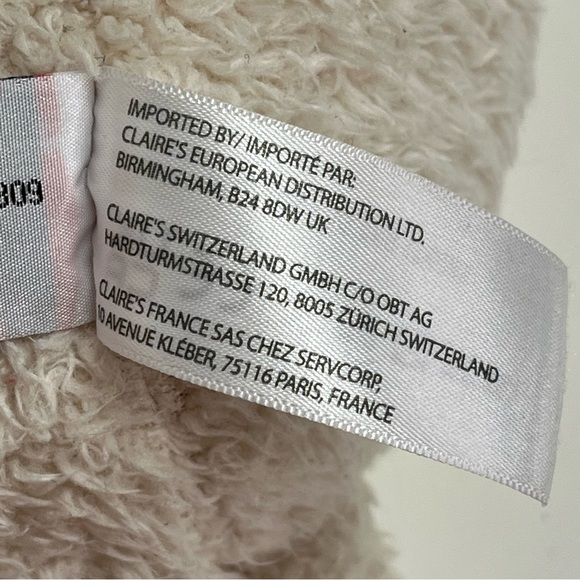 309
IMPORTED BY/ IMPORTÉ PAR:
CLAIRE'S EUROPEAN DISTRIBUTION LTD.
BIRMINGHAM, B24 8DW UK
CLAIRE'S SWITZERLAND GMBH C/O OBT AG
HARDTURMSTRASSE 120, 8005 ZÜRICH SWITZERLAND
CLAIRE'S FRANCE SAS CHEZ SERVCORP
10 AVENUE KLÉBER, 75116 PARIS, FRANCE